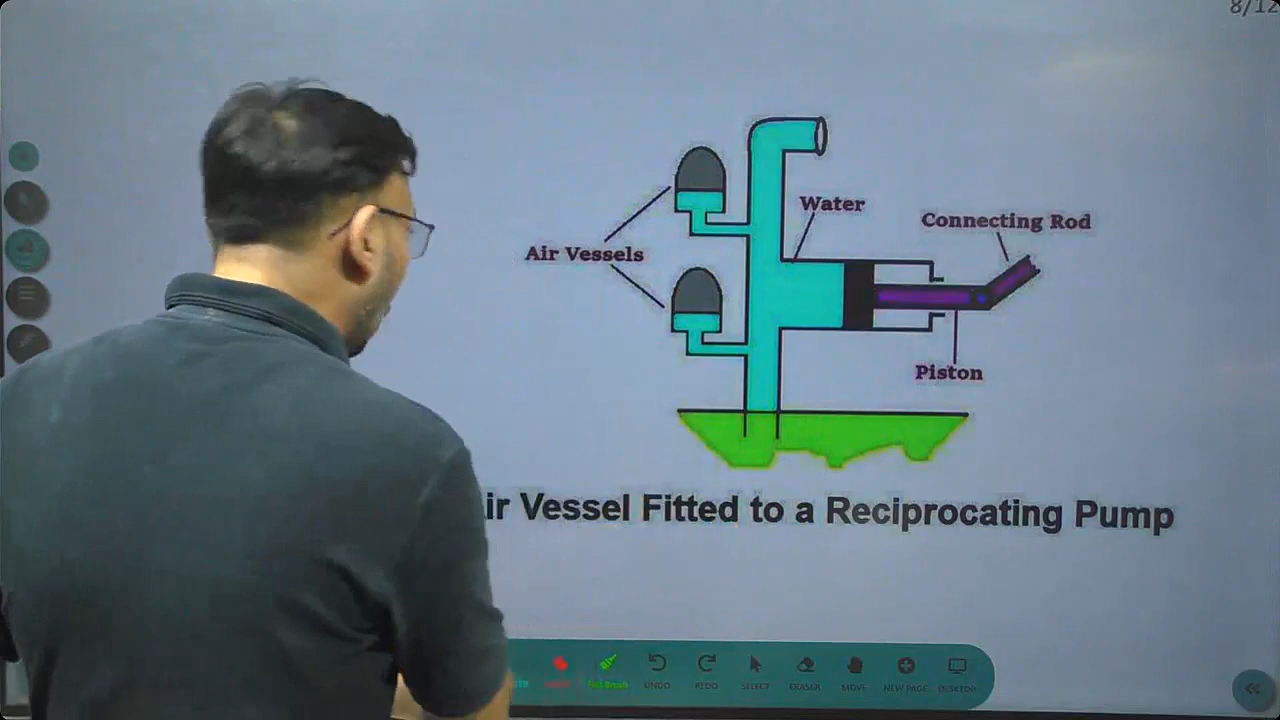 8/12
Water
Connecting Rod
Air Vessels
Piston
ir Vessel Fitted to a Reciprocating Pump
UNDO
REDO
SELECT
ERASER
MOVE
NEW PAGE
DESKTOP